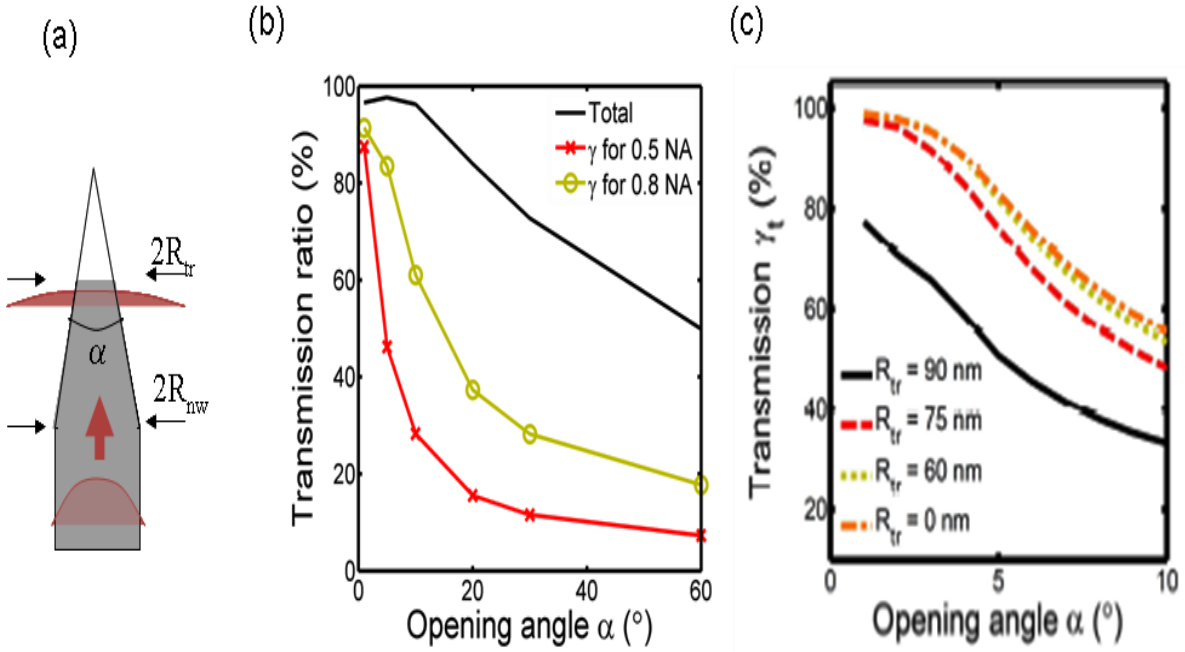 (a)
2R_tr
α
2R_nw
(b)
Transmission ratio (%)
100
80
60
40
20
0
Total
γ for 0.5 NA
γ for 0.8 NA
0 20 40 60
Opening angle α (°)
(c)
Transmission γ_t (%)
100
80
60
40
20
R_tr = 90 nm
R_tr = 75 nm
R_tr = 60 nm
R_tr = 0 nm
0 5 10
Opening angle α (°)